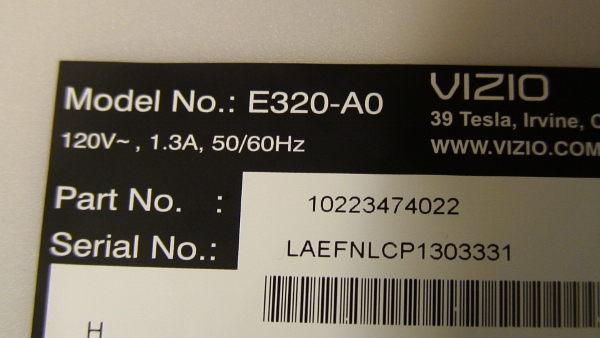 Model No.: E320-A0
120V~, 1.3A, 50/60Hz
VIZIO
39 Tesla, Irvine, C
WWW.VIZIO.COM
Part No. : 10223474022
Serial No.: LAEFNLCP1303331
H